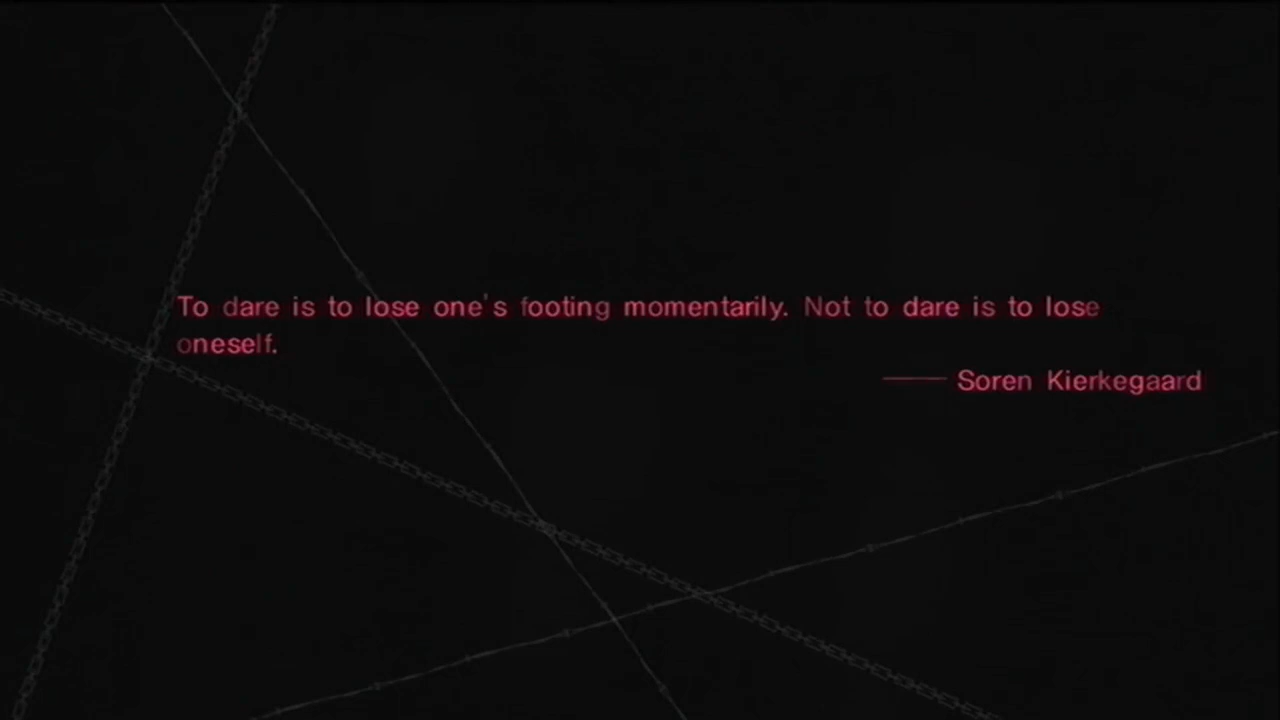 To dare is to lose one's footing momentarily. Not to dare is to lose
oneself.
—— Soren Kierkegaard